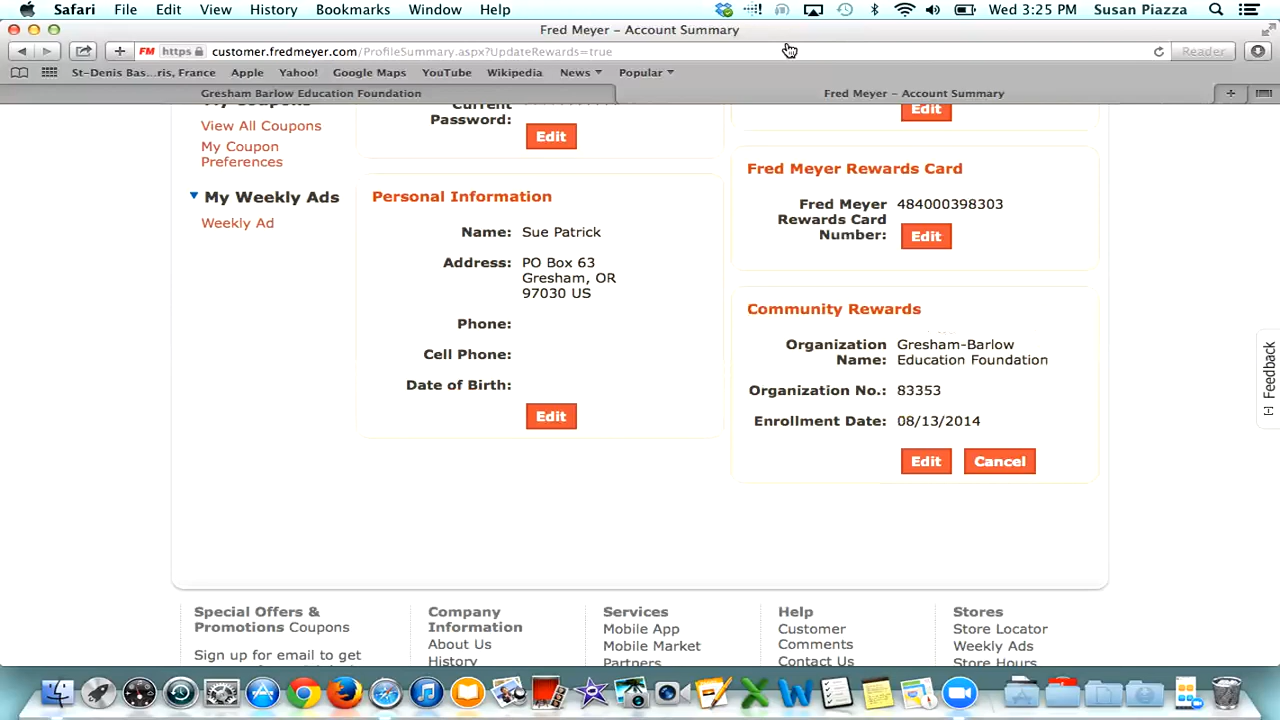 Safari File Edit View History Bookmarks Window Help Wed 3:25 PM Susan Piazza
Fred Meyer – Account Summary
FM https customer.fredmeyer.com/ProfileSummary.aspx?UpdateRewards=true Reader
St-Denis Bas...ris, France Apple Yahoo! Google Maps YouTube Wikipedia News Popular
Gresham Barlow Education Foundation Fred Meyer – Account Summary
My Coupons
View All Coupons
My Coupon
Preferences
My Weekly Ads
Weekly Ad
Current
Password:
Edit
Personal Information
Name: Sue Patrick
Address: PO Box 63
Gresham, OR
97030 US
Phone:
Cell Phone:
Date of Birth:
Edit
Edit
Fred Meyer Rewards Card
Fred Meyer 484000398303
Rewards Card
Number: Edit
Community Rewards
Organization Gresham-Barlow
Name: Education Foundation
Organization No.: 83353
Enrollment Date: 08/13/2014
Edit Cancel
[-] Feedback
Special Offers &
Promotions Coupons
Sign up for email to get
Company
Information
About Us
History
Services
Mobile App
Mobile Market
Partners
Help
Customer
Comments
Contact Us
Stores
Store Locator
Weekly Ads
Store Hours